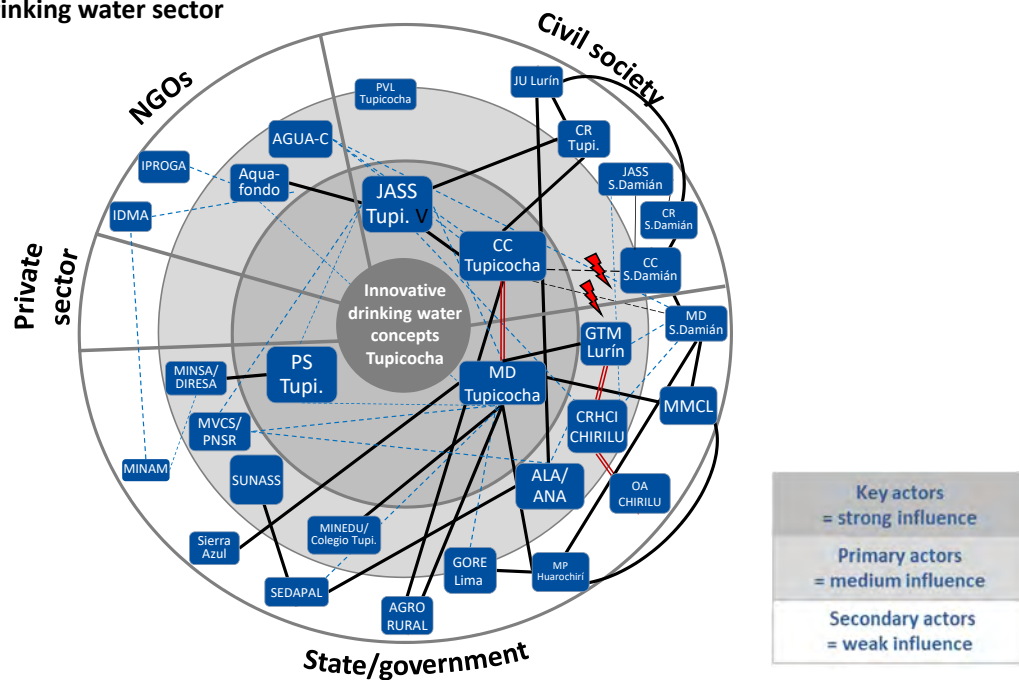 rinking water sector
NGOs
Civil society
Private
sector
State/government
PVL
Tupicocha
JU Lurín
AGUA-C
CR
Tupi.
IPROGA
Aqua-
fondo
JASS
S.Damián
JASS
Tupi. V
IDMA
CR
S.Damián
CC
Tupicocha
CC
S.Damián
Innovative
drinking water
concepts
Tupicocha
MD
S.Damián
GTM
Lurín
PS
Tupi.
MINSA/
DIRESA
MD
Tupicocha
MMCL
CRHCI
CHIRILU
MVCS/
PNSR
MINAM
SUNASS
ALA/
ANA
OA
CHIRILU
MINEDU/
Colegio Tupi.
Sierra
Azul
GORE
Lima
MP
Huarochirí
SEDAPAL
AGRO
RURAL
Key actors
= strong influence
Primary actors
= medium influence
Secondary actors
= weak influence